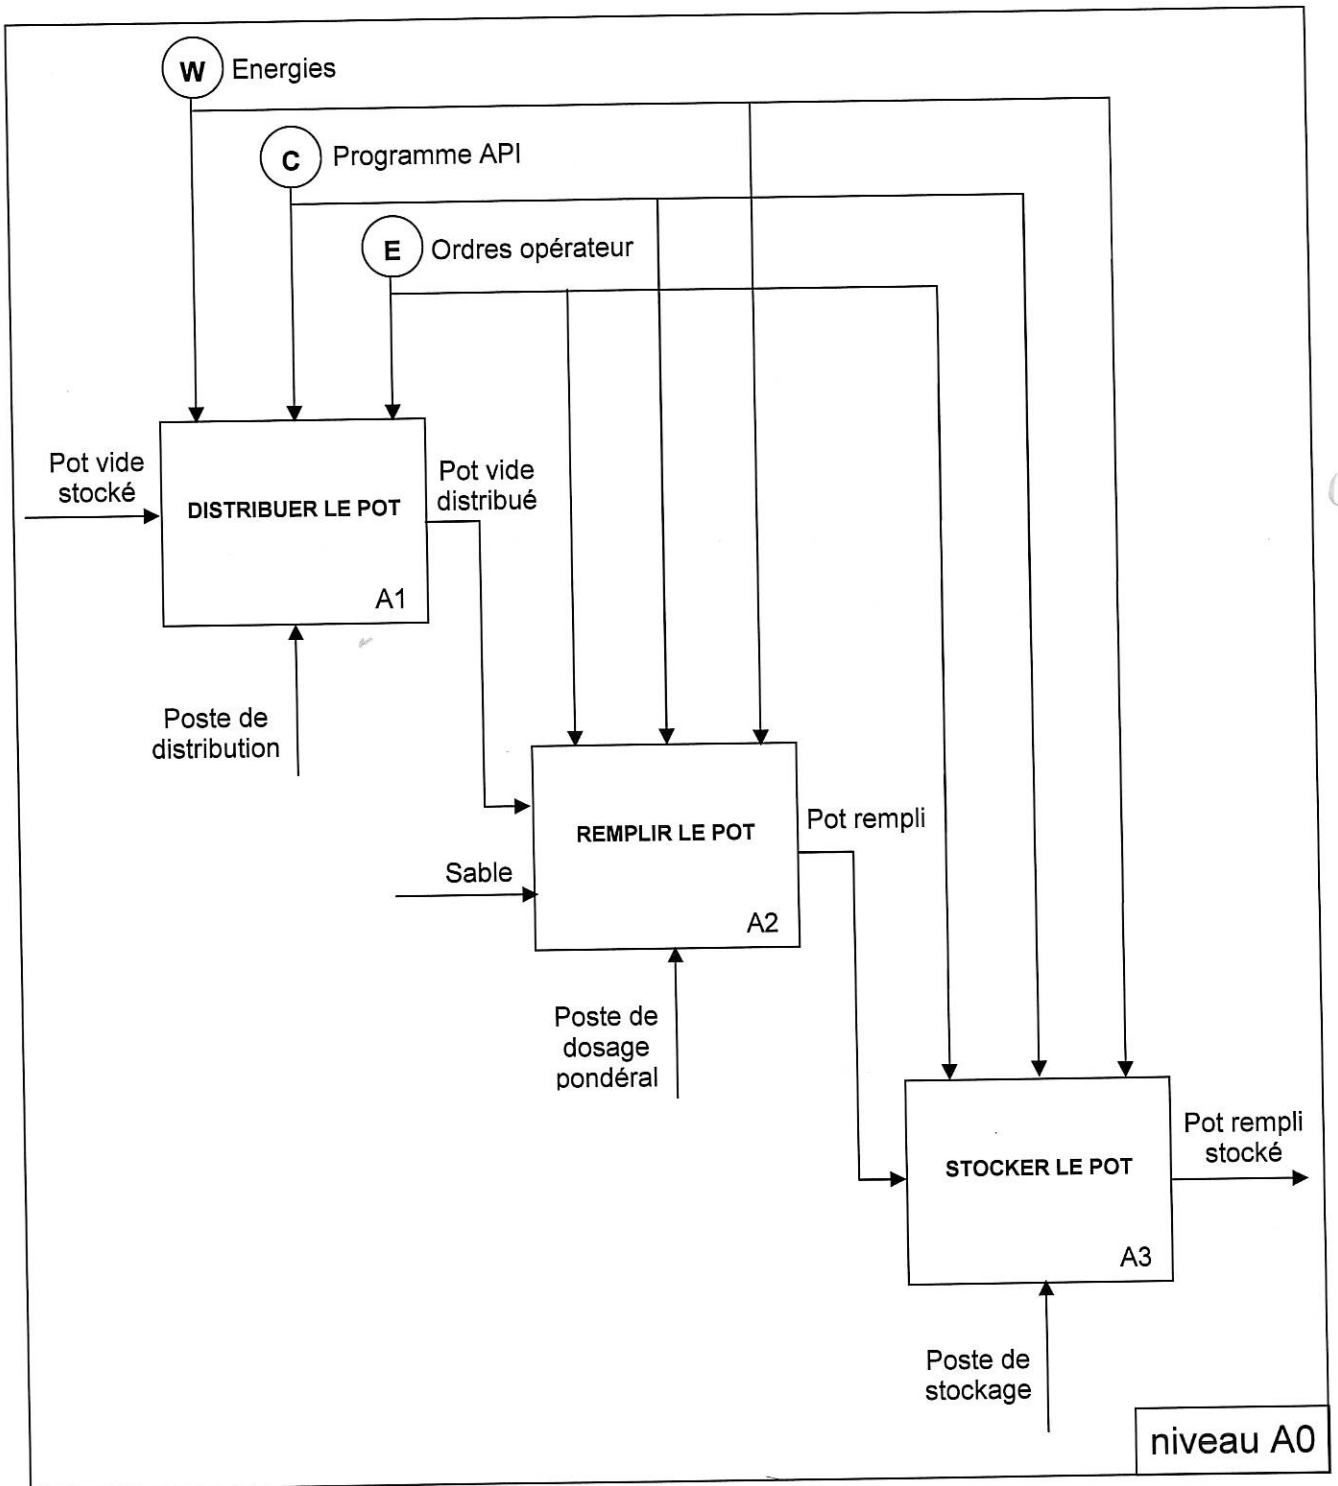 W Energies
C Programme API
E Ordres opérateur
Pot vide
stocké
DISTRIBUER LE POT
A1
Pot vide
distribué
Poste de
distribution
REMPLIR LE POT
A2
Sable
Pot rempli
Poste de
dosage
pondéral
STOCKER LE POT
A3
Pot rempli
stocké
Poste de
stockage
niveau A0